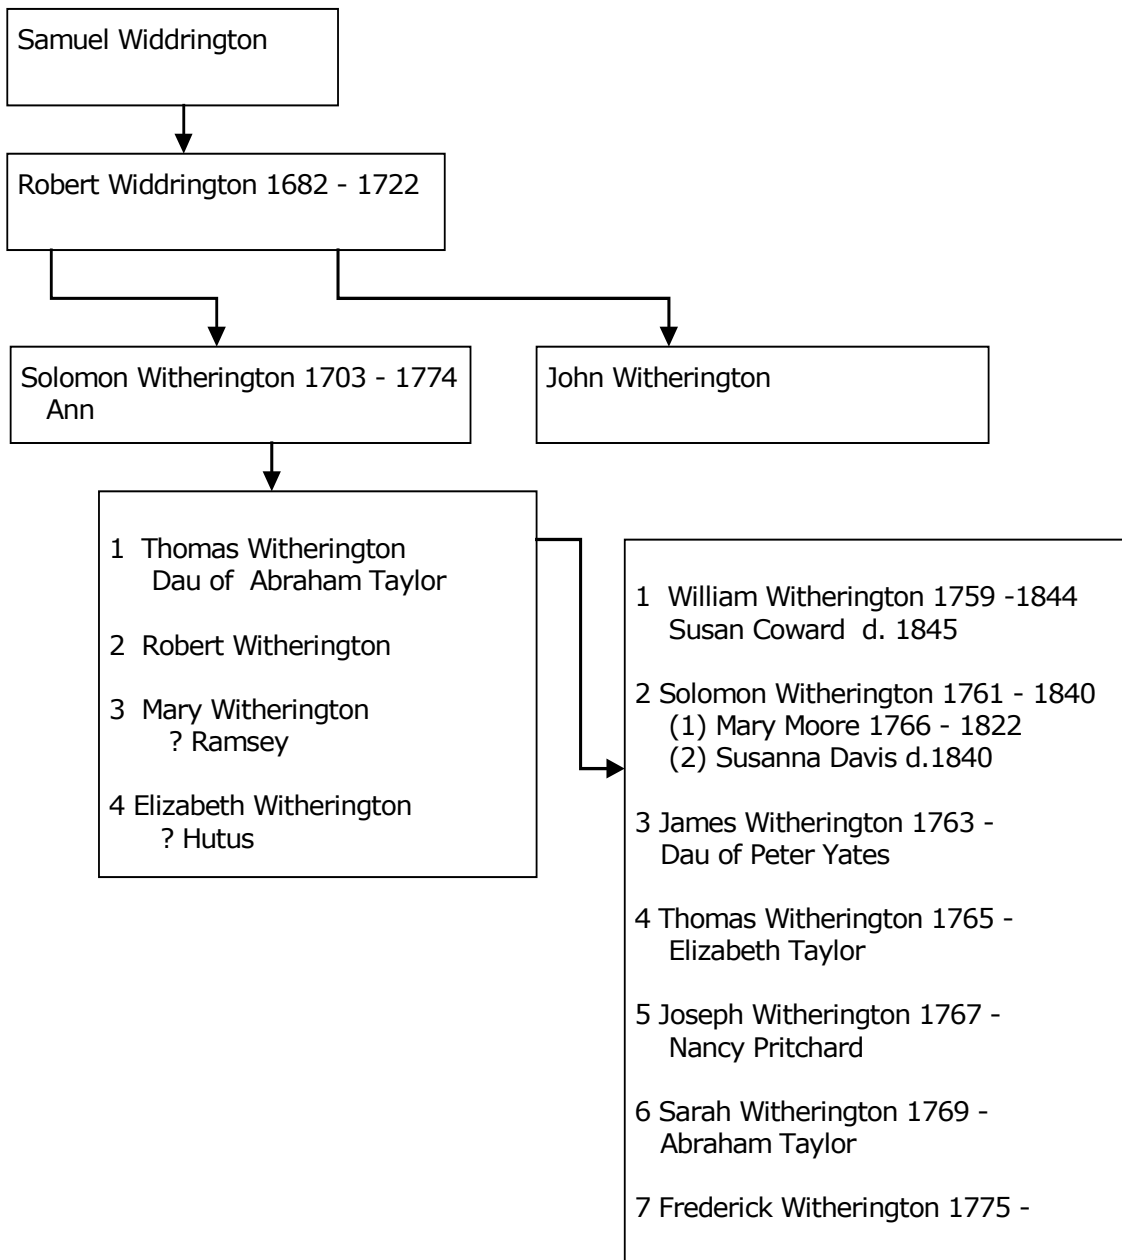 Samuel Widdrington
Robert Widdrington 1682 - 1722
Solomon Witherington 1703 - 1774
Ann
John Witherington
1 Thomas Witherington
Dau of Abraham Taylor
2 Robert Witherington
3 Mary Witherington
? Ramsey
4 Elizabeth Witherington
? Hutus
1 William Witherington 1759 -1844
Susan Coward d. 1845
2 Solomon Witherington 1761 - 1840
(1) Mary Moore 1766 - 1822
(2) Susanna Davis d.1840
3 James Witherington 1763 -
Dau of Peter Yates
4 Thomas Witherington 1765 -
Elizabeth Taylor
5 Joseph Witherington 1767 -
Nancy Pritchard
6 Sarah Witherington 1769 -
Abraham Taylor
7 Frederick Witherington 1775 -